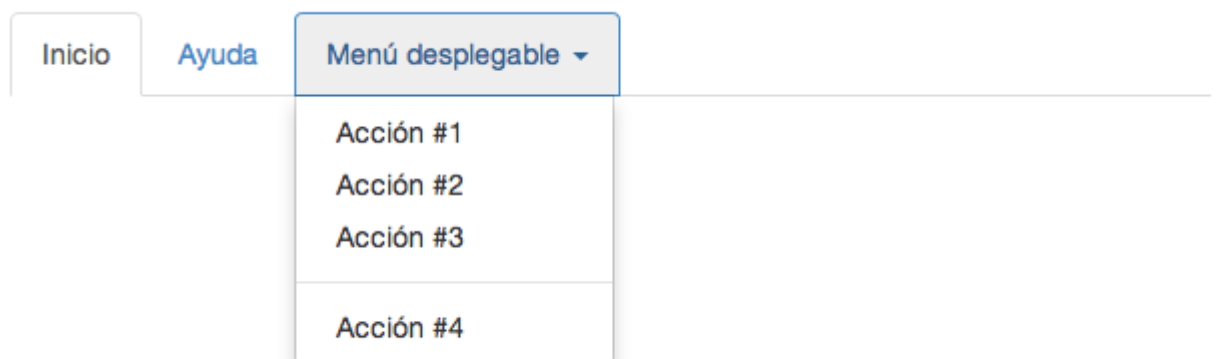 Inicio Ayuda Menú desplegable
Acción #1
Acción #2
Acción #3
Acción #4